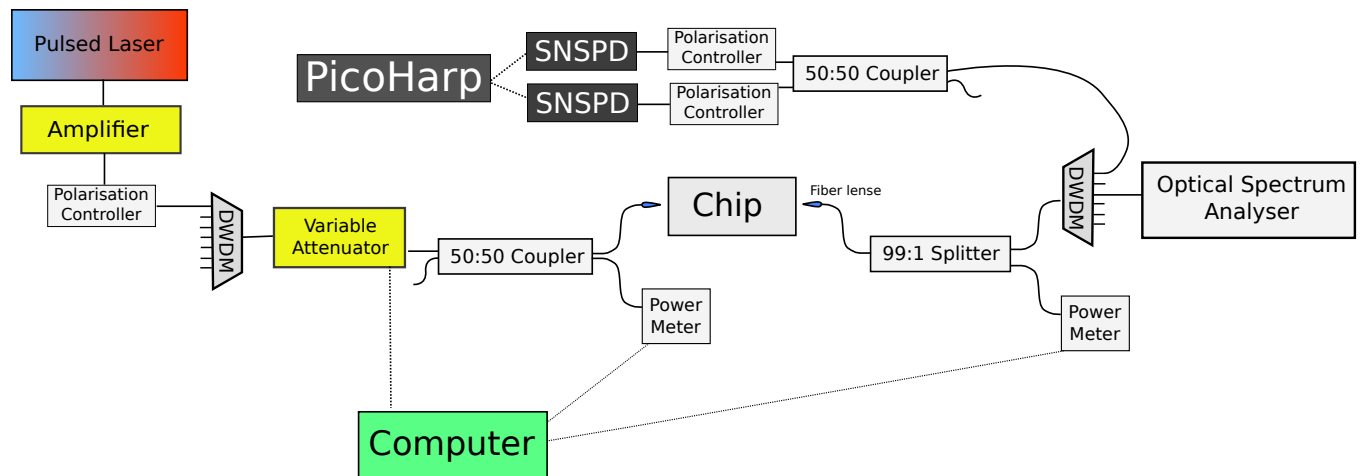 Pulsed Laser
Amplifier
Polarisation
Controller
DWDM
Variable
Attenuator
50:50 Coupler
Power
Meter
Computer
PicoHarp
SNSPD
SNSPD
Polarisation
Controller
Polarisation
Controller
50:50 Coupler
Chip
Fiber lense
99:1 Splitter
Power
Meter
DWDM
Optical Spectrum
Analyser